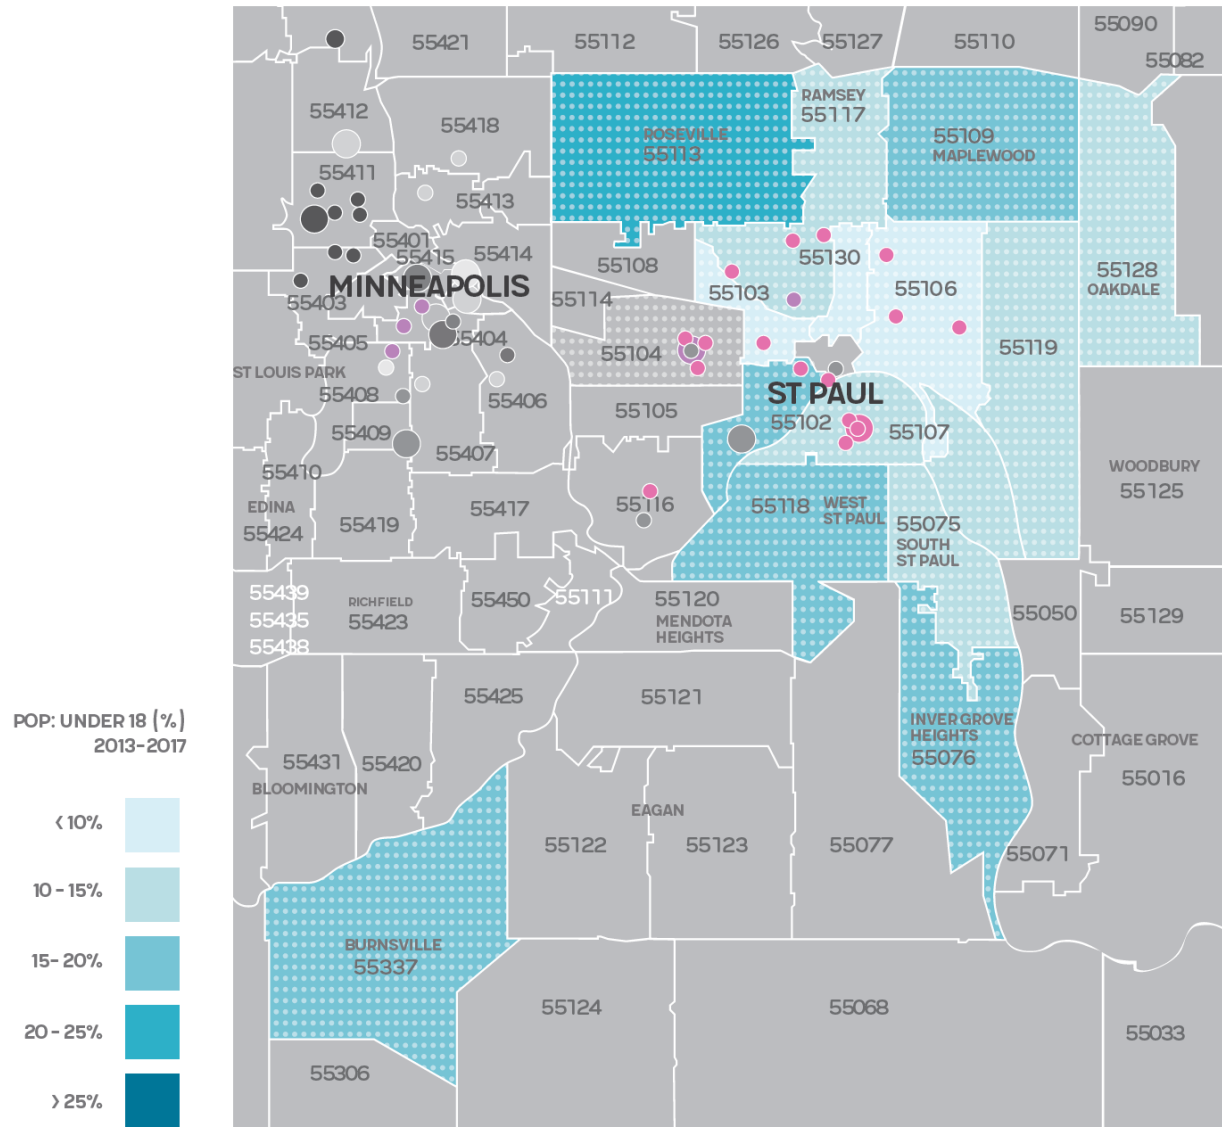 55421
55112
55126
55127
55110
55090
55082
55412
55418
RAMSEY
55117
ROSEVILLE
55113
55109
MAPLEWOOD
55411
55413
55401
55415
55414
55108
55130
55128
OAKDALE
MINNEAPOLIS
55403
55114
55103
55106
55405
55404
55104
55119
ST LOUIS PARK
55408
55406
55105
ST PAUL
55102
55107
55409
55407
55410
WOODBURY
55125
EDINA
55424
55419
55417
55116
55118
WEST
ST PAUL
55075
SOUTH
ST PAUL
55439
55435
55438
RICHFIELD
55423
55450
55111
55120
MENDOTA
HEIGHTS
55050
55129
55425
55121
POP: UNDER 18 (%)
2013-2017
INVER GROVE
HEIGHTS
55076
COTTAGE GROVE
55016
55431
55420
BLOOMINGTON
EAGAN
55122
55123
55077
55071
< 10%
10 - 15%
15- 20%
20 - 25%
> 25%
BURNSVILLE
55337
55124
55068
55033
55306